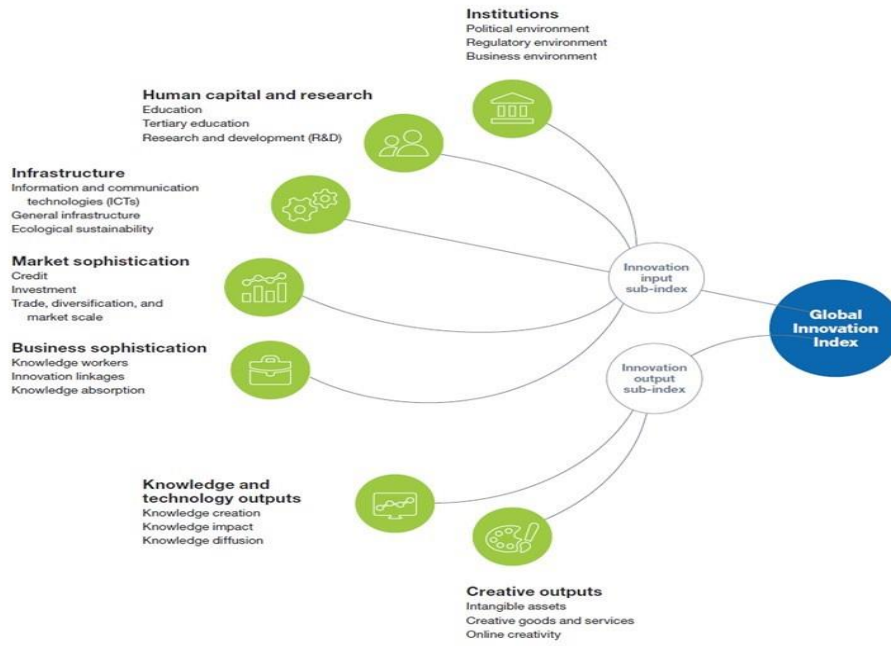 Institutions
Political environment
Regulatory environment
Business environment
Human capital and research
Education
Tertiary education
Research and development (R&D)
Infrastructure
Information and communication
technologies (ICTs)
General infrastructure
Ecological sustainability
Market sophistication
Credit
Investment
Trade, diversification, and
market scale
Business sophistication
Knowledge workers
Innovation linkages
Knowledge absorption
Innovation
input
sub-index
Global
Innovation
Index
Innovation
output
sub-index
Knowledge and
technology outputs
Knowledge creation
Knowledge impact
Knowledge diffusion
Creative outputs
Intangible assets
Creative goods and services
Online creativity